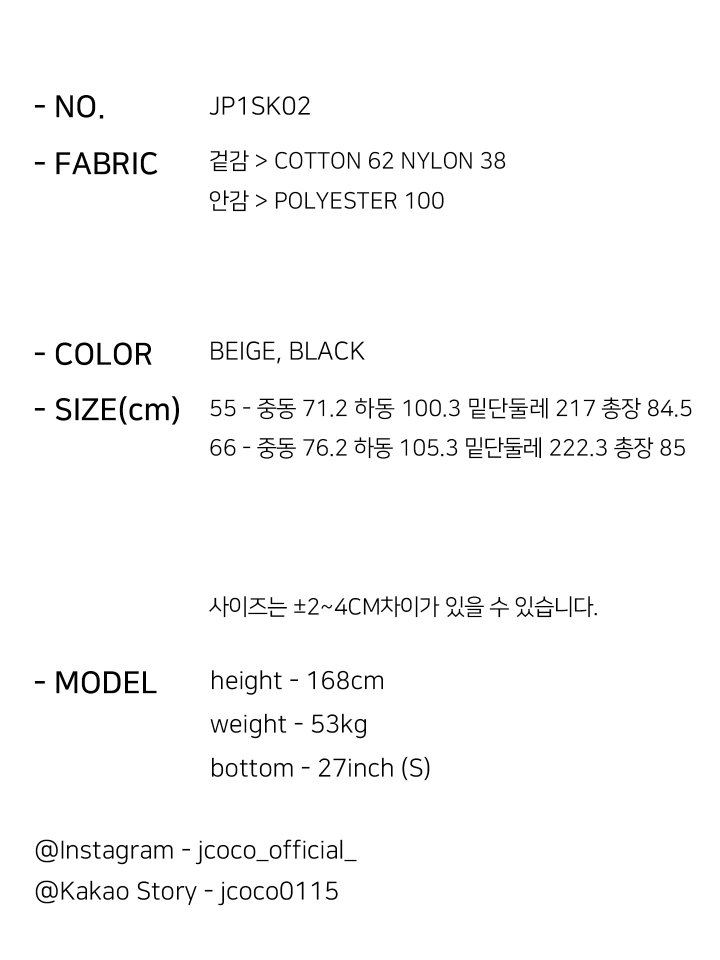 - NO. JP1SK02
- FABRIC 겉감 > COTTON 62 NYLON 38
안감 > POLYESTER 100
- COLOR BEIGE, BLACK
- SIZE(cm) 55 - 중동 71.2 하동 100.3 밑단둘레 217 총장 84.5
66 - 중동 76.2 하동 105.3 밑단둘레 222.3 총장 85
사이즈는 ±2~4CM차이가 있을 수 있습니다.
- MODEL height - 168cm
weight - 53kg
bottom - 27inch (S)
@Instagram - jcoco_official_
@Kakao Story - jcoco0115